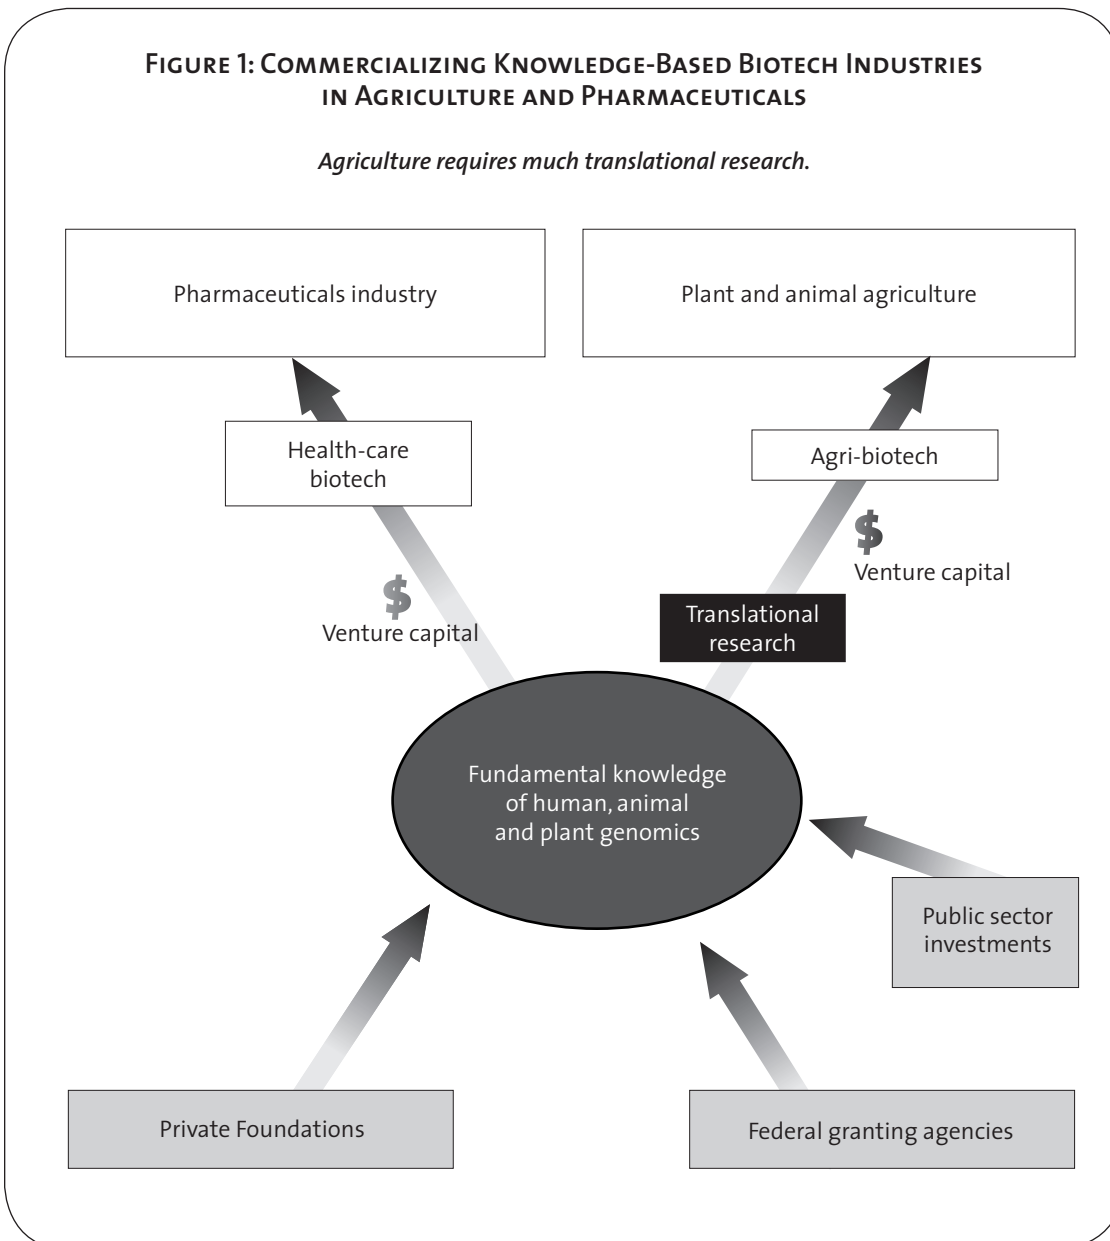 FIGURE 1: COMMERCIALIZING KNOWLEDGE-BASED BIOTECH INDUSTRIES
IN AGRICULTURE AND PHARMACEUTICALS
Agriculture requires much translational research.
Pharmaceuticals industry
Plant and animal agriculture
Health-care
biotech
Agri-biotech
$
Venture capital
$
Venture capital
Translational
research
Fundamental knowledge
of human, animal
and plant genomics
Public sector
investments
Private Foundations
Federal granting agencies